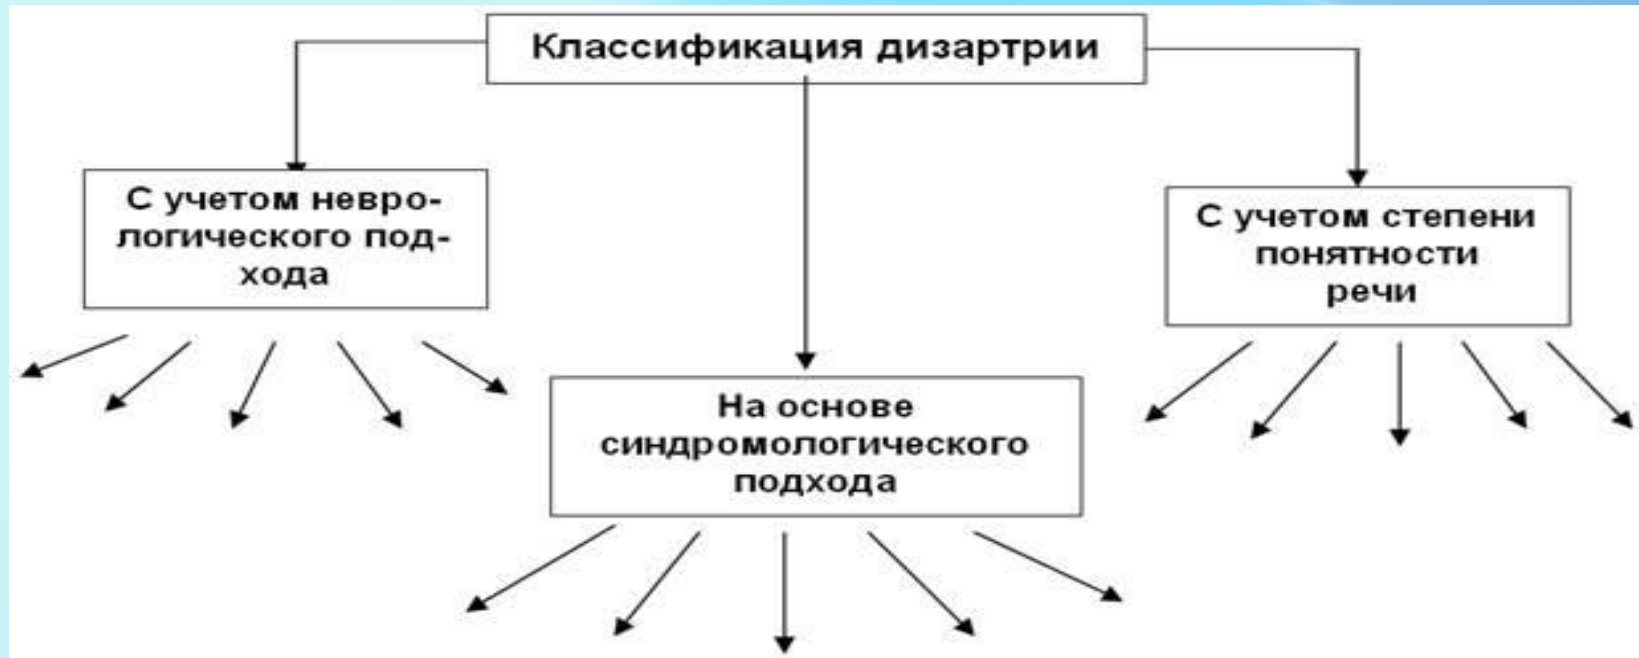 Классификация дизартрии
С учетом невро-
логического под-
хода
С учетом степени
понятности
речи
На основе
синдромологического
подхода